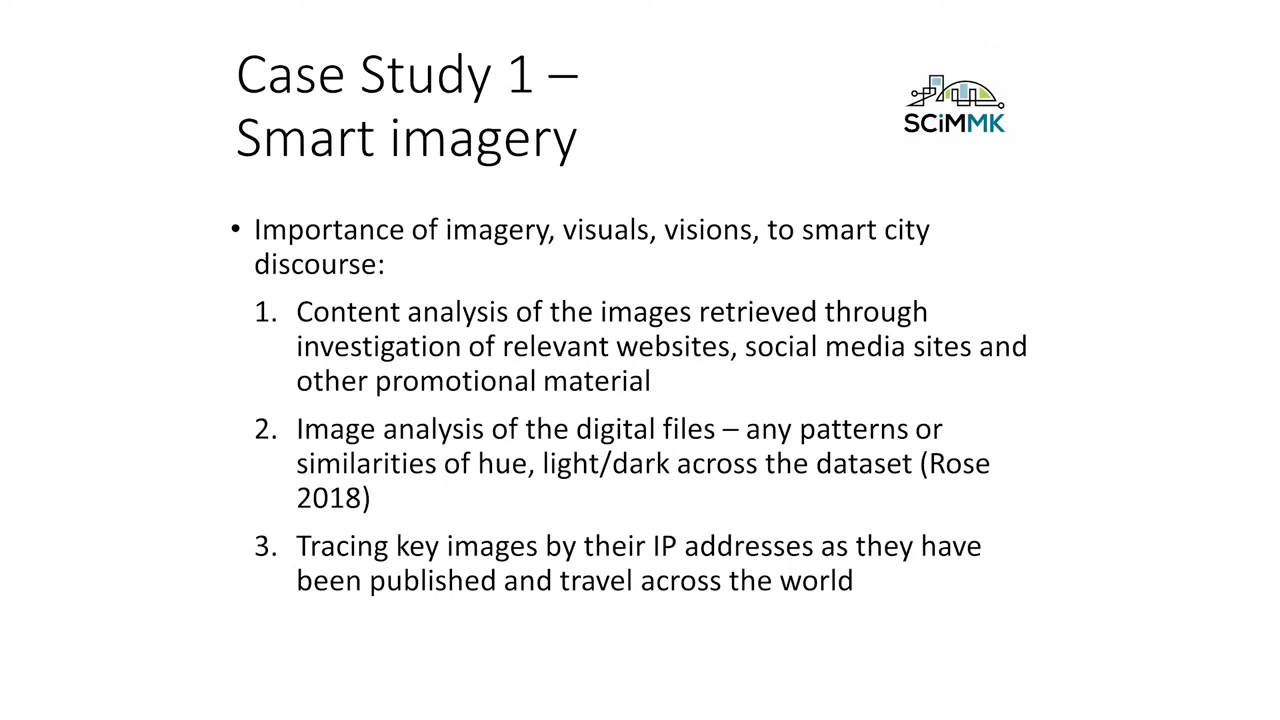 Case Study 1 –
Smart imagery
SCiMMK
• Importance of imagery, visuals, visions, to smart city
discourse:
1. Content analysis of the images retrieved through
investigation of relevant websites, social media sites and
other promotional material
2. Image analysis of the digital files – any patterns or
similarities of hue, light/dark across the dataset (Rose
2018)
3. Tracing key images by their IP addresses as they have
been published and travel across the world